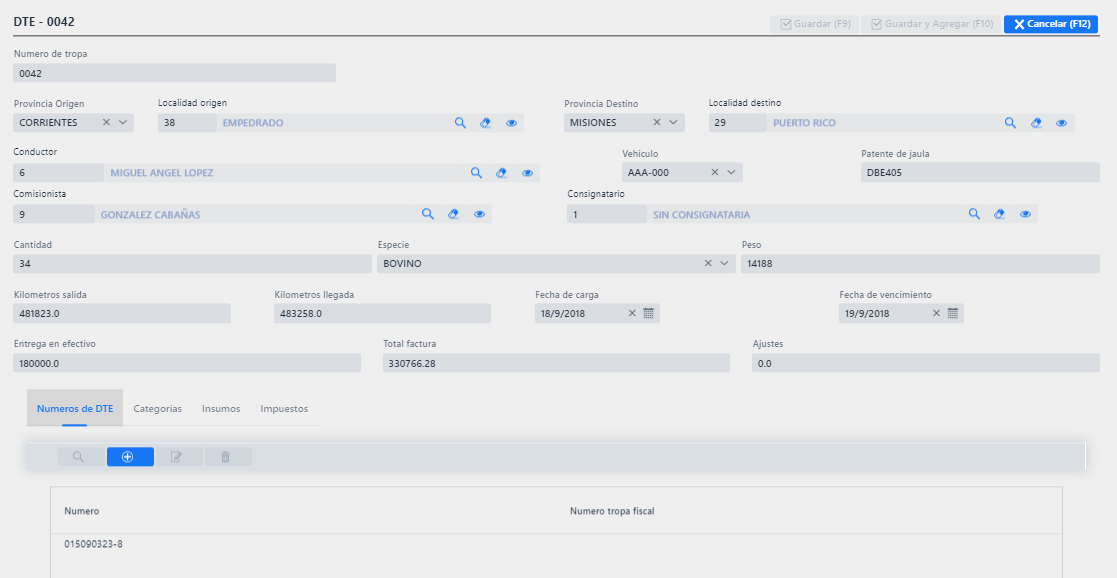 DTE - 0042
Guardar (F9)
Guardar y Agregar (F10)
Cancelar (F12)
Numero de tropa
0042
Provincia Origen
Localidad origen
Provincia Destino
Localidad destino
CORRIENTES
38
EMPEDRADO
MISIONES
29
PUERTO RICO
Conductor
Vehiculo
Patente de jaula
6
MIGUEL ANGEL LOPEZ
AAA-000
DBE405
Comisionista
Consignatario
9
GONZALEZ CABAÑAS
1
SIN CONSIGNATARIA
Cantidad
Especie
Peso
34
BOVINO
14188
Kilometros salida
Kilometros llegada
Fecha de carga
Fecha de vencimiento
481823.0
483258.0
18/9/2018
19/9/2018
Entrega en efectivo
Total factura
Ajustes
180000.0
330766.28
0.0
Numeros de DTE
Categorías
Insumos
Impuestos
Numero
Numero tropa fiscal
015090323-8